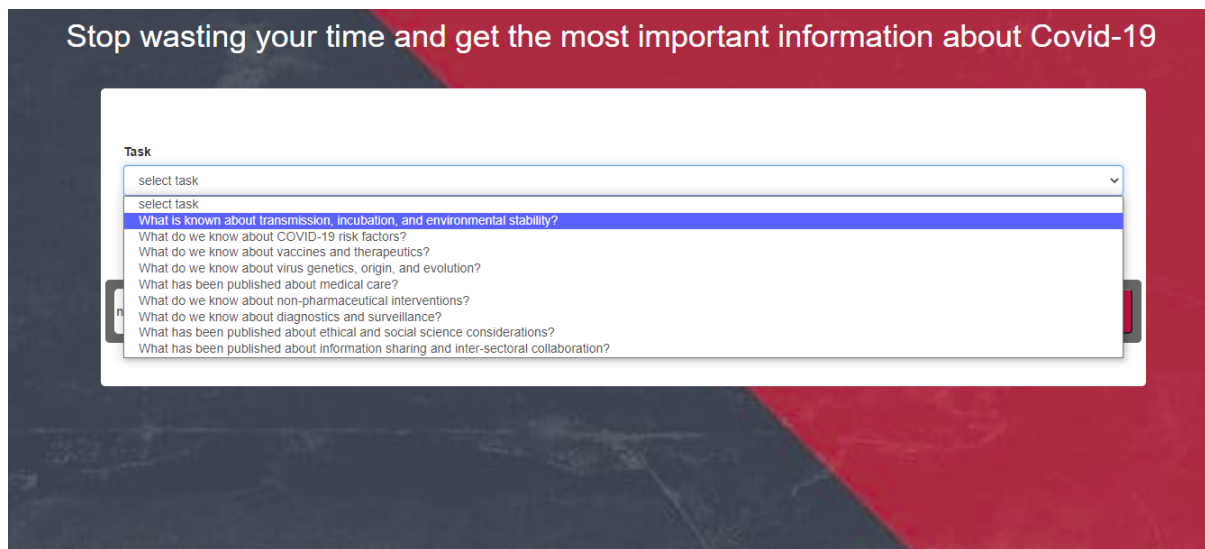 Stop wasting your time and get the most important information about Covid-19
Task
select task
select task
What is known about transmission, incubation, and environmental stability?
What do we know about COVID-19 risk factors?
What do we know about vaccines and therapeutics?
What do we know about virus genetics, origin, and evolution?
What has been published about medical care?
What do we know about non-pharmaceutical interventions?
What do we know about diagnostics and surveillance?
What has been published about ethical and social science considerations?
What has been published about information sharing and inter-sectoral collaboration?